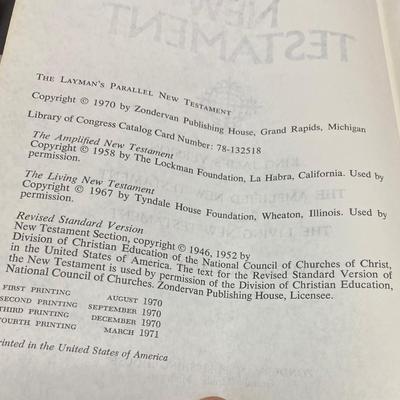 NEW
TESTAMENT
THE LAYMAN'S PARALLEL NEW TESTAMENT
Copyright © 1970 by Zondervan Publishing House, Grand Rapids, Michigan
Library of Congress Catalog Card Number: 78-132518
The Amplified New Testament
Copyright © 1958 by The Lockman Foundation, La Habra, California. Used by
permission.
The Living New Testament
Copyright © 1967 by Tyndale House Foundation, Wheaton, Illinois. Used by
permission.
Revised Standard Version
New Testament Section, copyright © 1946, 1952 by
Division of Christian Education of the National Council of Churches of Christ,
in the United States of America. The text for the Revised Standard Version of
the New Testament is used by permission of the Division of Christian Education,
National Council of Churches. Zondervan Publishing House, Licensee.
FIRST PRINTING AUGUST 1970
SECOND PRINTING SEPTEMBER 1970
THIRD PRINTING DECEMBER 1970
FOURTH PRINTING MARCH 1971
Printed in the United States of America